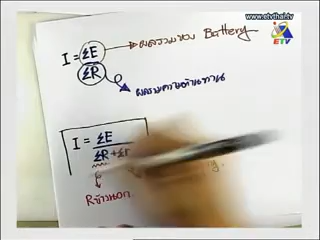 www.etvthai.tv
ETV
I = ΣE / ΣR
ผลรวมของ Battery
ผลรวมความต้านทาน
I = ΣE / ΣR + Σr
R ข้างนอก
y.